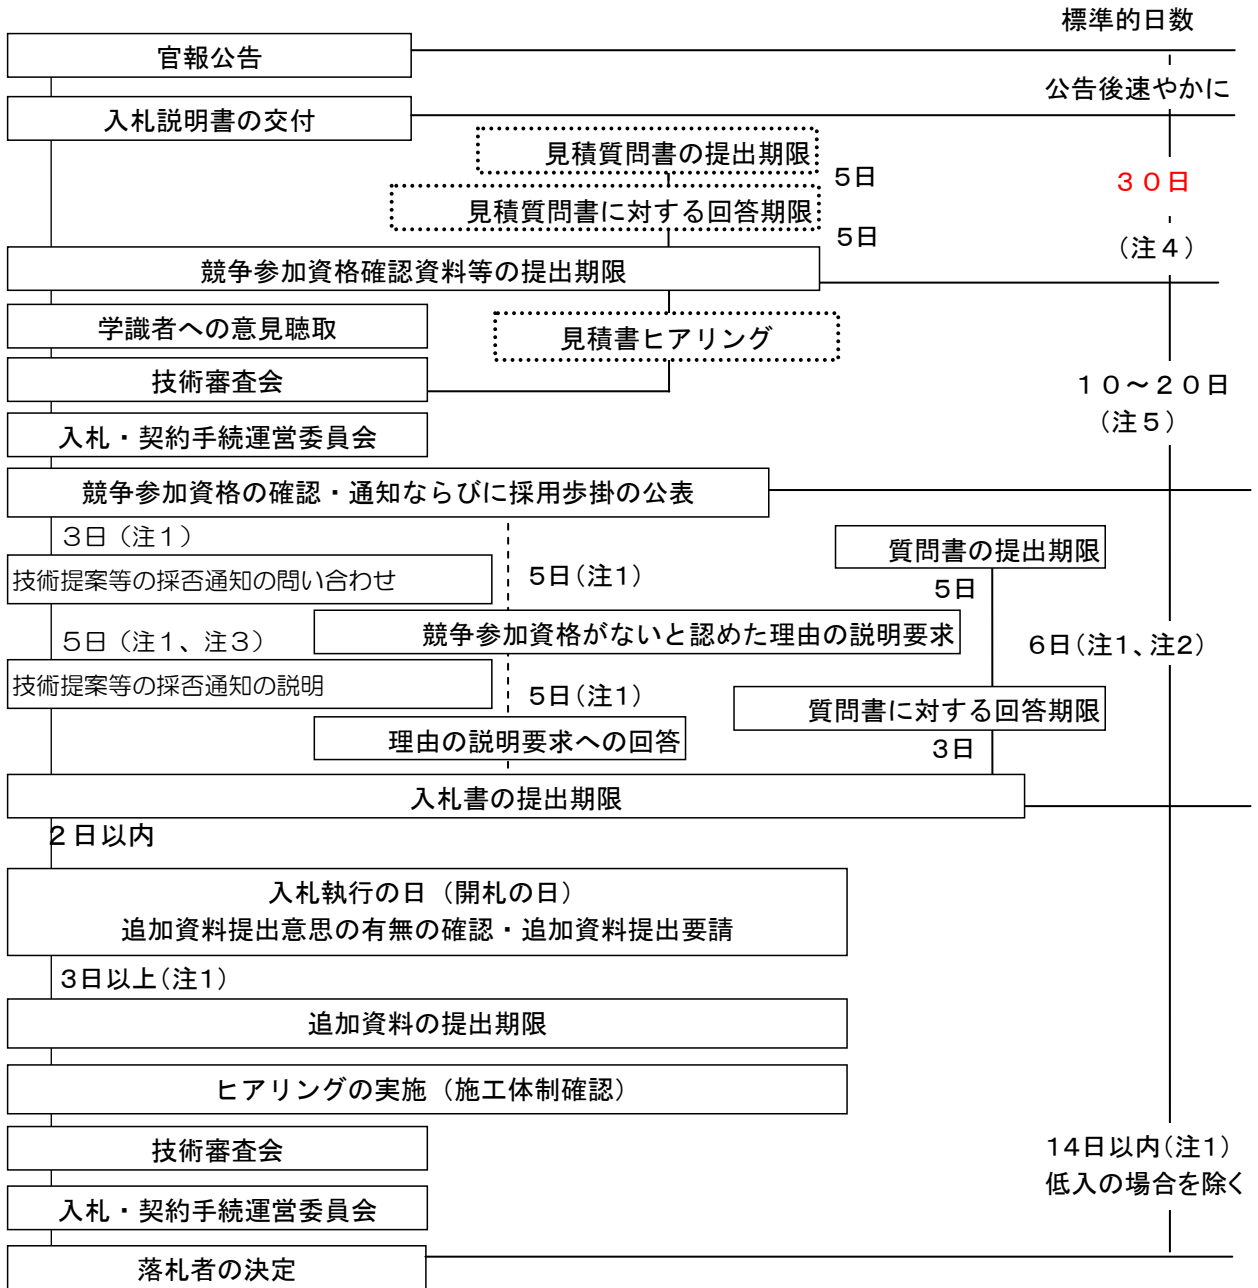 標準的日数
官報公告
公告後速やかに
入札説明書の交付
見積質問書の提出期限
5日
30日
見積質問書に対する回答期限
5日
(注4)
競争参加資格確認資料等の提出期限
学識者への意見聴取
見積書ヒアリング
技術審査会
10~20日
(注5)
入札・契約手続運営委員会
競争参加資格の確認・通知ならびに採用歩掛の公表
3日(注1)
質問書の提出期限
技術提案等の採否通知の問い合わせ
5日(注1)
5日
5日(注1、注3)
競争参加資格がないと認めた理由の説明要求
6日(注1、注2)
技術提案等の採否通知の説明
5日(注1)
質問書に対する回答期限
理由の説明要求への回答
3日
入札書の提出期限
2日以内
入札執行の日(開札の日)
追加資料提出意思の有無の確認・追加資料提出要請
3日以上(注1)
追加資料の提出期限
ヒアリングの実施(施工体制確認)
技術審査会
14日以内(注1)
低入の場合を除く
入札・契約手続運営委員会
落札者の決定